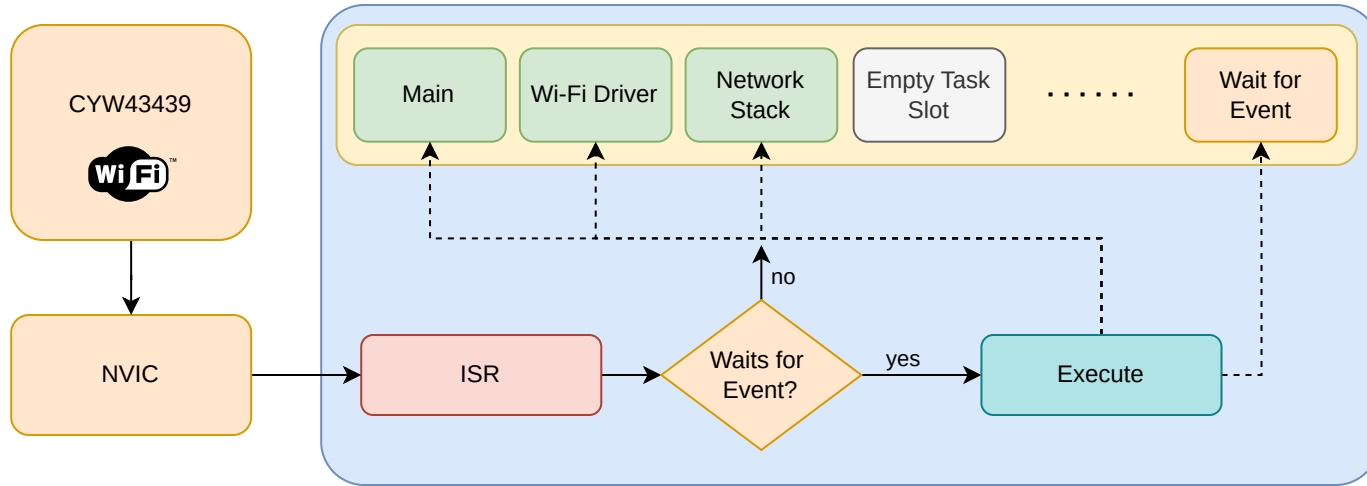 CYW43439
Wi Fi™
Main
Wi-Fi Driver
Network
Stack
Empty Task
Slot
. . . . . .
Wait for
Event
no
NVIC
ISR
Waits for
Event?
yes
Execute